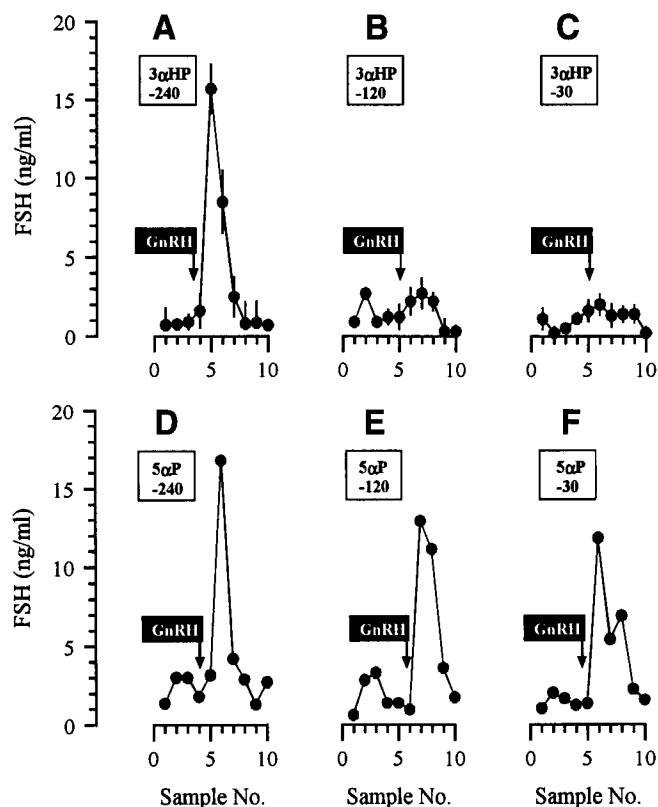 A B C
20
15
10
5
0
FSH (ng/ml)
3αHP
-240
3αHP
-120
3αHP
-30
GnRH
GnRH
GnRH
0 5 10
0 5 10
0 5 10
D E F
20
15
10
5
0
FSH (ng/ml)
5αP
-240
5αP
-120
5αP
-30
GnRH
GnRH
GnRH
0 5 10
0 5 10
0 5 10
Sample No.
Sample No.
Sample No.